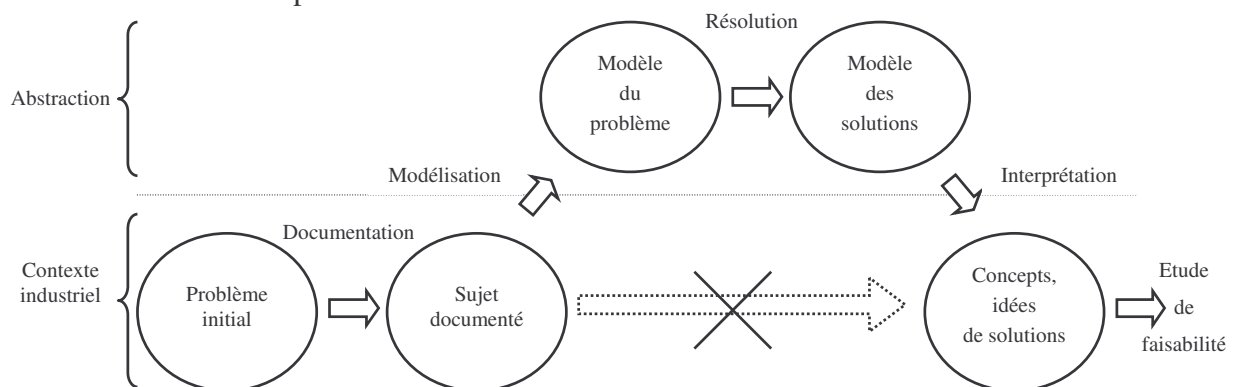 Résolution
Modèle
du
problème
Modèle
des
solutions
Abstraction
Modélisation
Interprétation
Documentation
Contexte
industriel
Problème
initial
Sujet
documenté
Concepts,
idées
de solutions
Etude
de
faisabilité